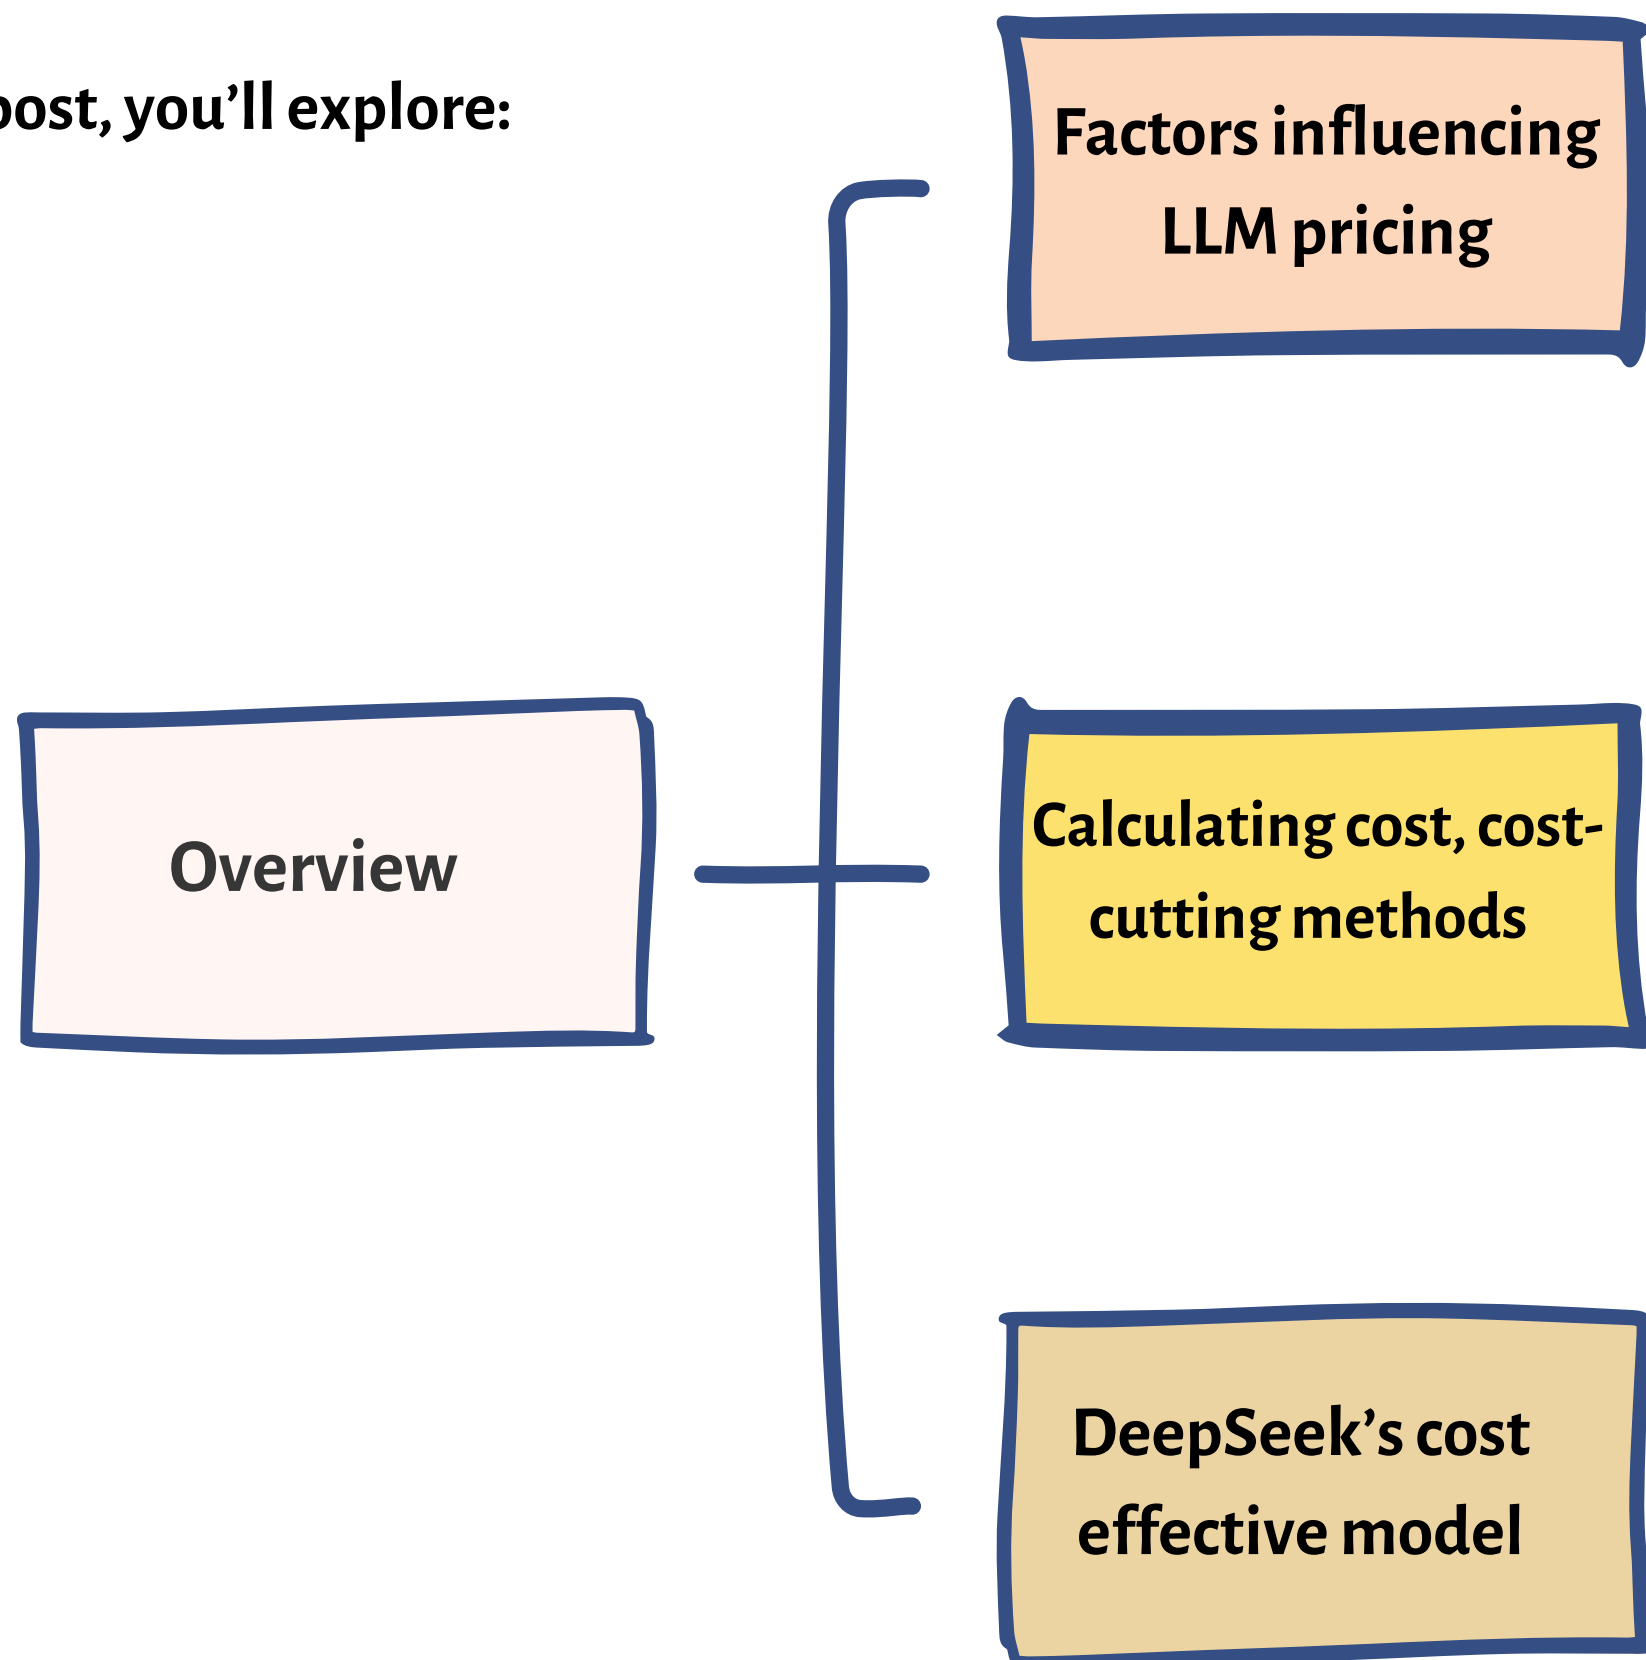 post, you’ll explore:
Factors influencing
LLM pricing
Overview
Calculating cost, cost-
cutting methods
DeepSeek’s cost
effective model